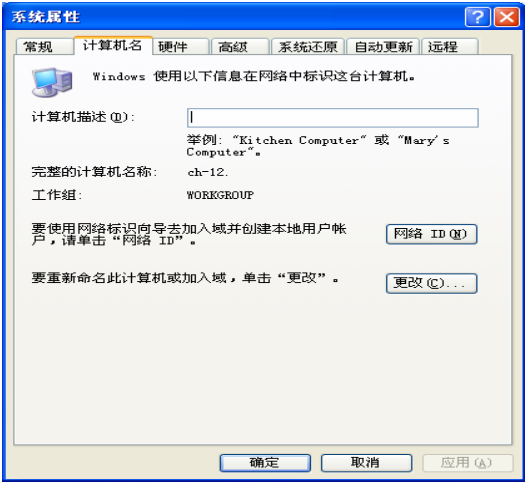 系统属性
常规 计算机名 硬件 高级 系统还原 自动更新 远程
Windows 使用以下信息在网络中标识这台计算机。
计算机描述(D):
举例: "Kitchen Computer" 或 "Mary's
Computer"。
完整的计算机名称: ch-12.
工作组: WORKGROUP
要使用网络标识向导去加入域并创建本地用户帐
户，请单击“网络 ID”。
网络 ID(N)
要重新命名此计算机或加入域，单击“更改”。
更改(C)...
确定 取消 应用(A)